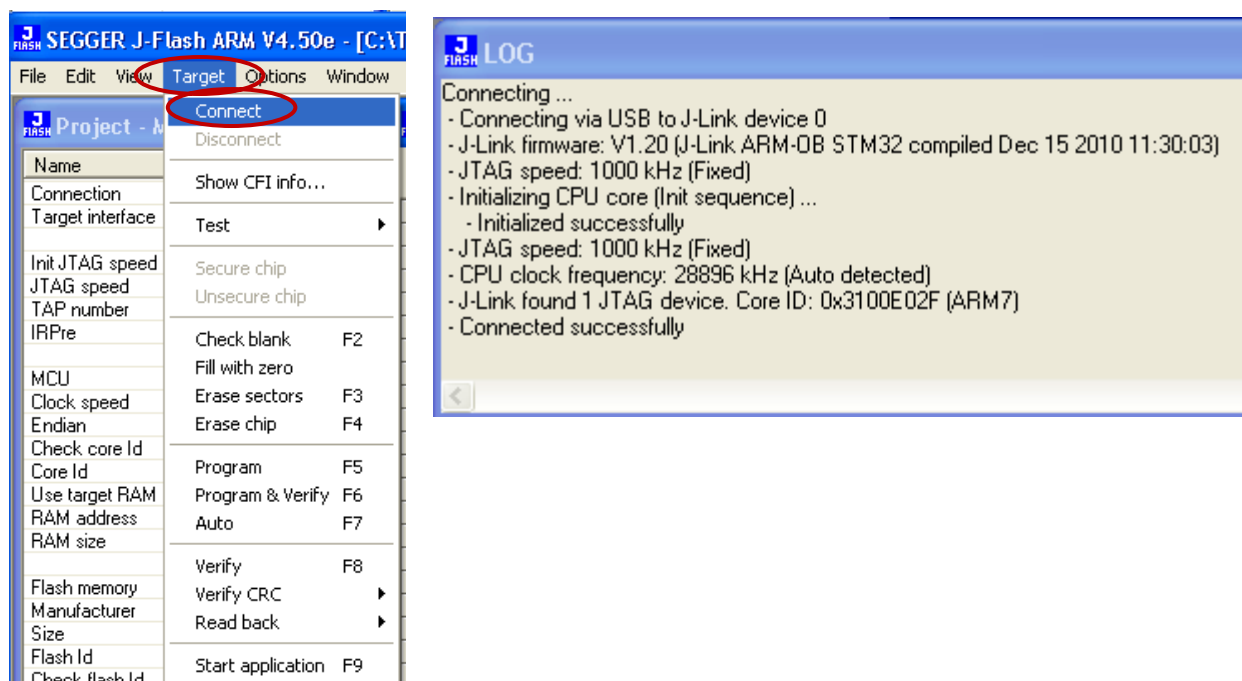 J FLASH SEGGER J-Flash ARM V4.50e - [C:\T
File Edit View Target Options Window
J FLASH Project -
Name
Connection
Target interface
Init JTAG speed
JTAG speed
TAP number
IRPre
MCU
Clock speed
Endian
Check core Id
Core Id
Use target RAM
RAM address
RAM size
Flash memory
Manufacturer
Size
Flash Id
Check flash Id
Connect
Disconnect
Show CFI info...
Test
Secure chip
Unsecure chip
Check blank F2
Fill with zero
Erase sectors F3
Erase chip F4
Program F5
Program & Verify F6
Auto F7
Verify F8
Verify CRC
Read back
Start application F9
J FLASH LOG
Connecting ...
- Connecting via USB to J-Link device 0
- J-Link firmware: V1.20 (J-Link ARM-OB STM32 compiled Dec 15 2010 11:30:03)
- JTAG speed: 1000 kHz (Fixed)
- Initializing CPU core (Init sequence) ...
- Initialized successfully
- JTAG speed: 1000 kHz (Fixed)
- CPU clock frequency: 28896 kHz (Auto detected)
- J-Link found 1 JTAG device. Core ID: 0x3100E02F (ARM7)
- Connected successfully